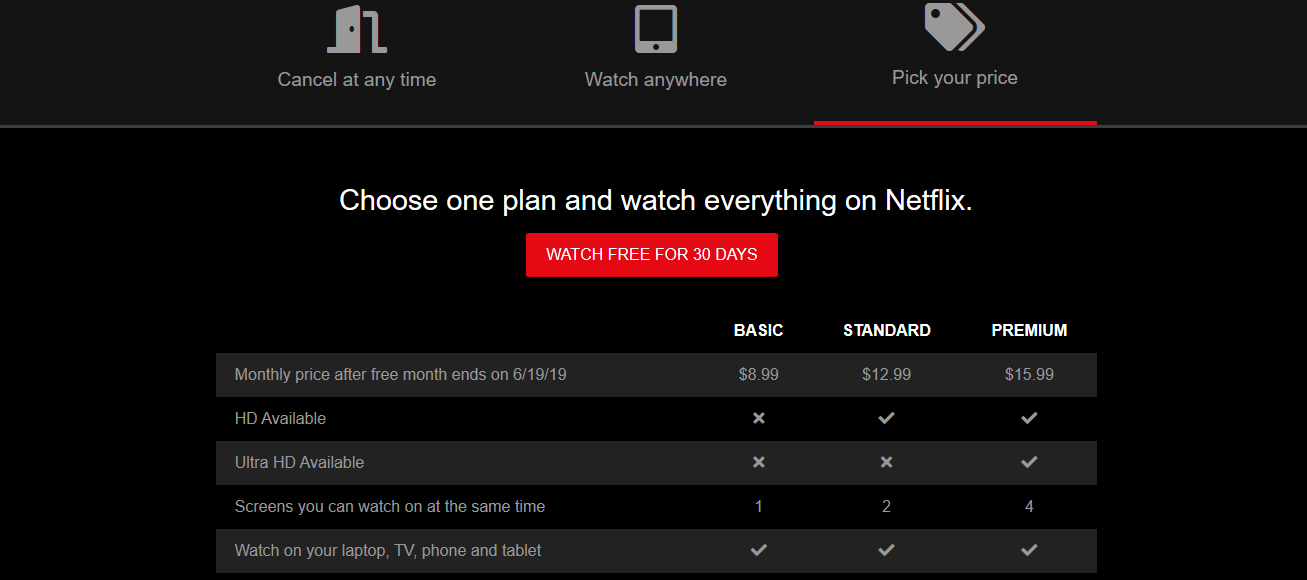 Cancel at any time
Watch anywhere
Pick your price
Choose one plan and watch everything on Netflix.
WATCH FREE FOR 30 DAYS
BASIC STANDARD PREMIUM
Monthly price after free month ends on 6/19/19 $8.99 $12.99 $15.99
HD Available
Ultra HD Available
Screens you can watch on at the same time 1 2 4
Watch on your laptop, TV, phone and tablet